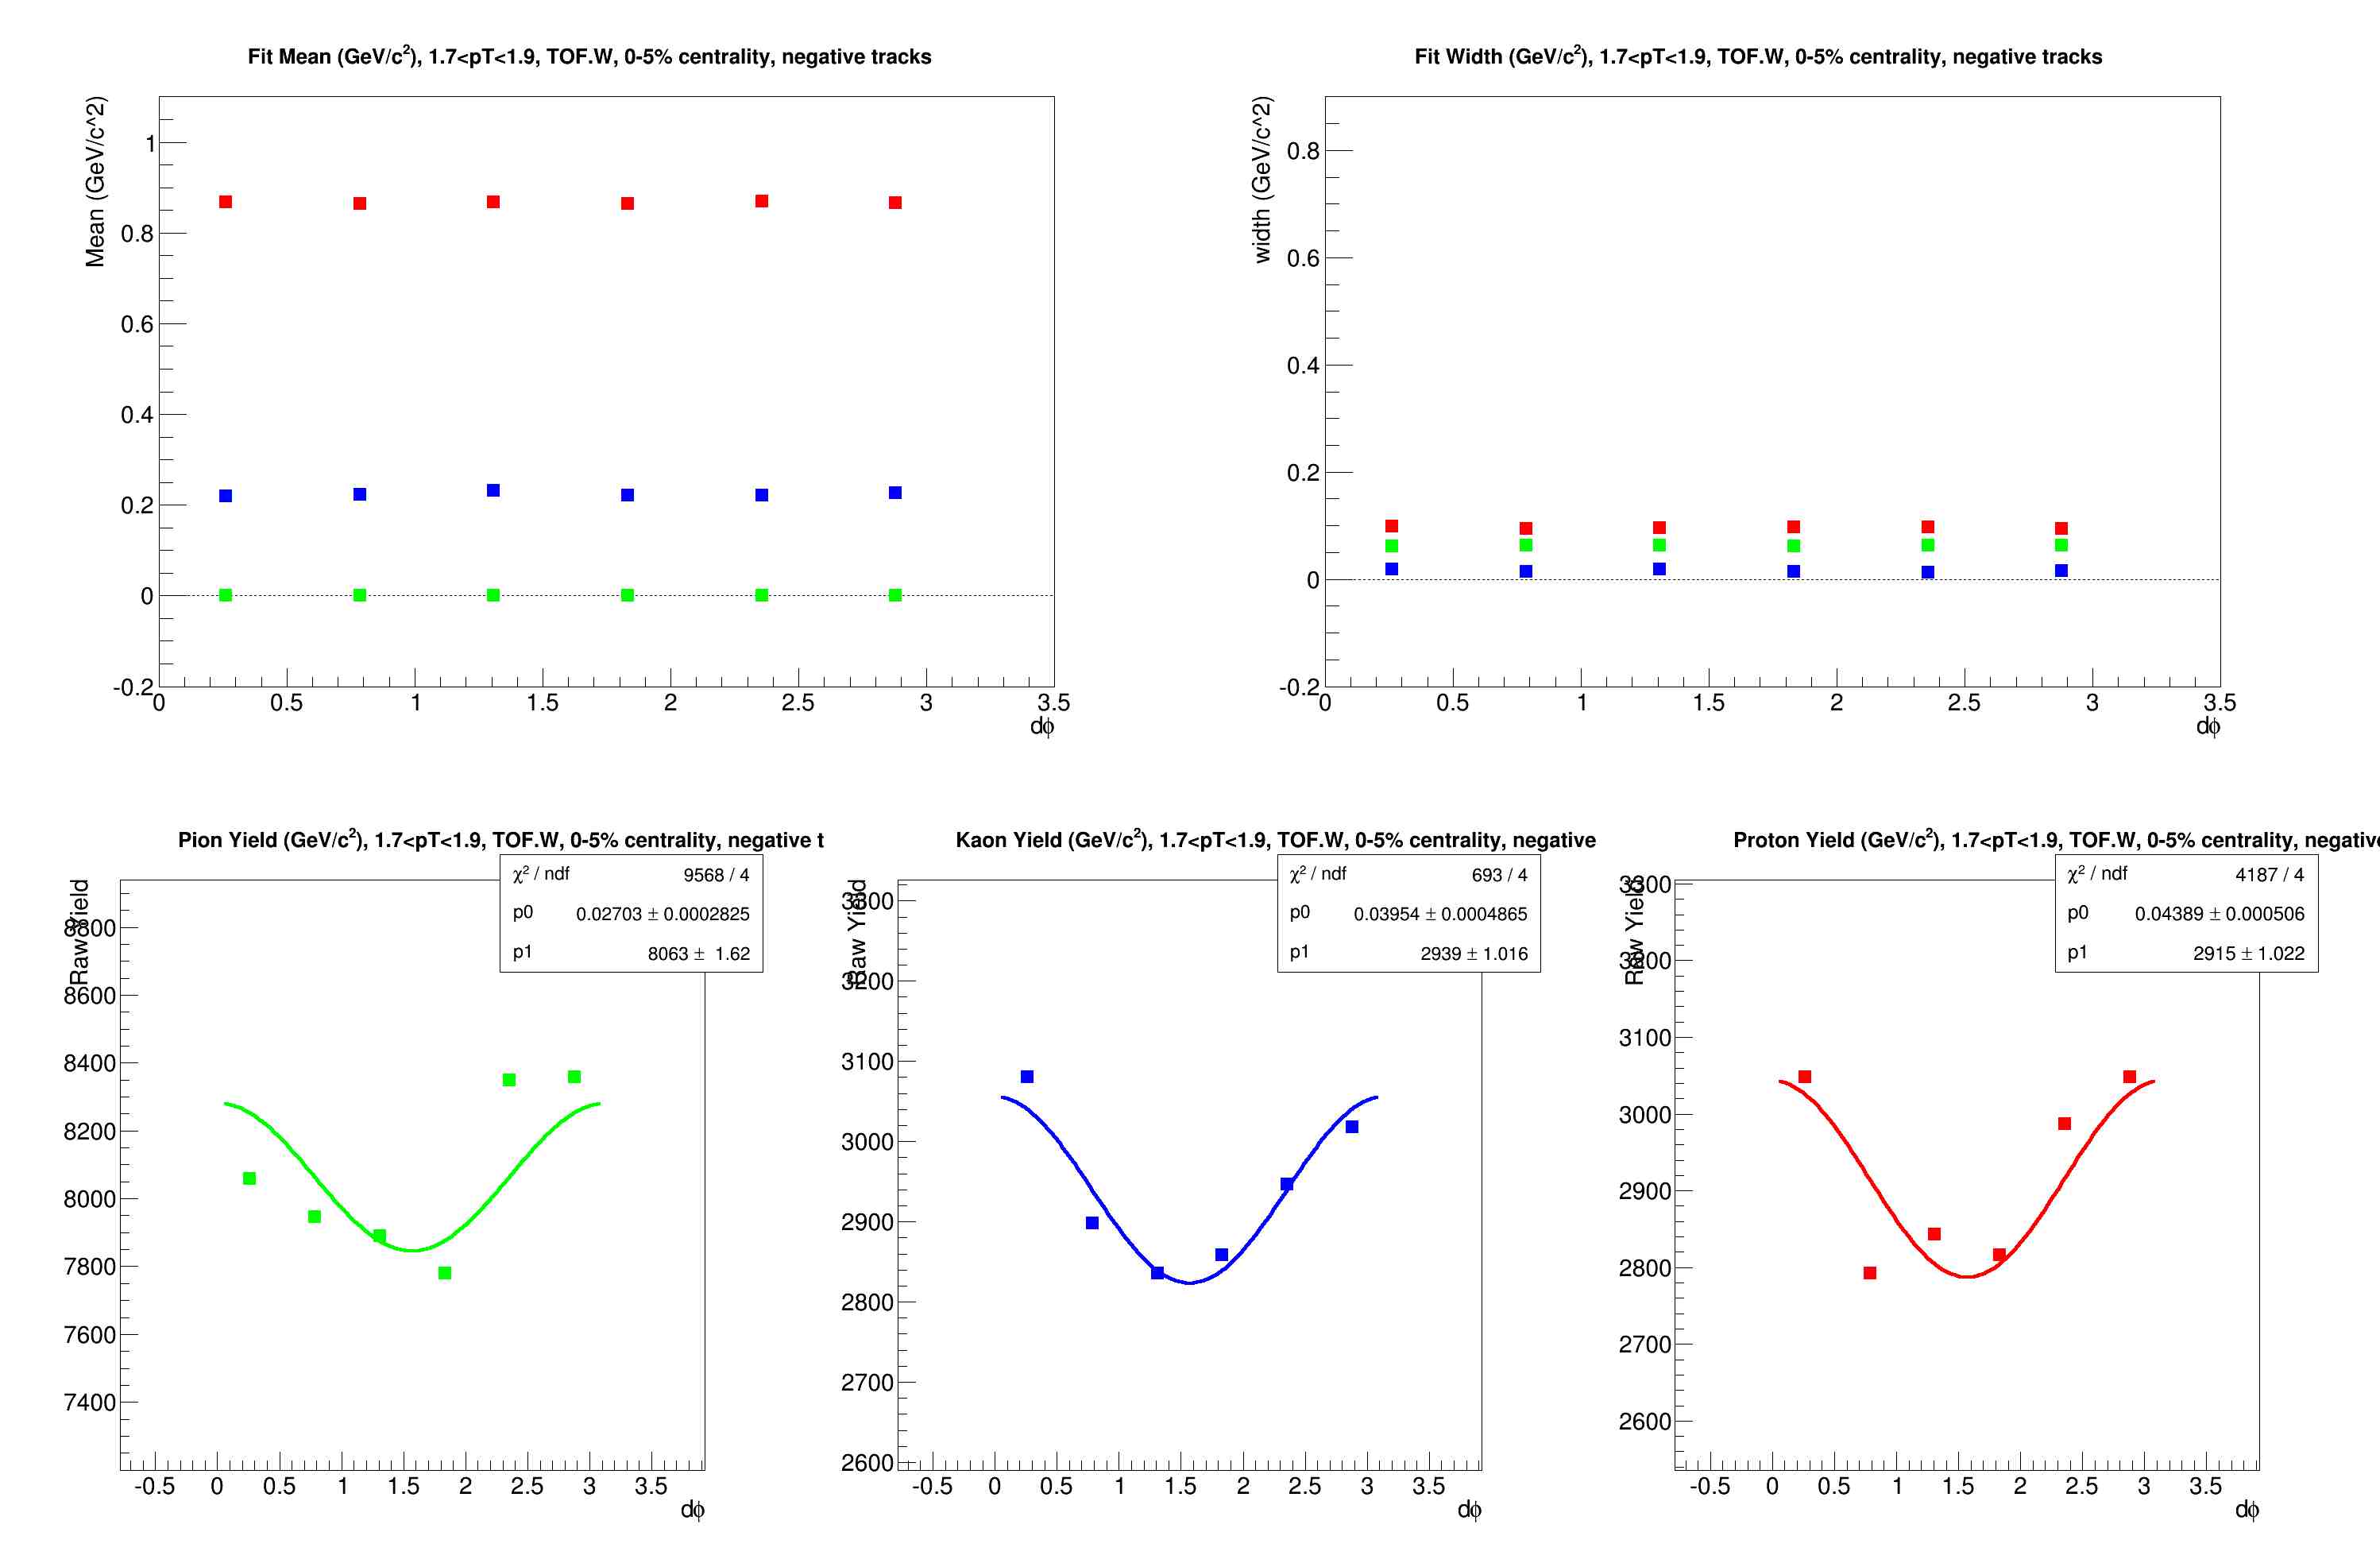 Fit Mean (GeV/c²), 1.7<pT<1.9, TOF.W, 0-5% centrality, negative tracks
Mean (GeV/c^2)
1
0.8
0.6
0.4
0.2
0
-0.2
0 0.5 1 1.5 2 2.5 3 3.5
dϕ
Fit Width (GeV/c²), 1.7<pT<1.9, TOF.W, 0-5% centrality, negative tracks
width (GeV/c^2)
0.8
0.6
0.4
0.2
0
-0.2
0 0.5 1 1.5 2 2.5 3 3.5
dϕ
Pion Yield (GeV/c²), 1.7<pT<1.9, TOF.W, 0-5% centrality, negative t
χ² / ndf 9568 / 4
p0 0.02703 ± 0.0002825
p1 8063 ± 1.62
Raw Yield
8800
8600
8400
8200
8000
7800
7600
7400
-0.5 0 0.5 1 1.5 2 2.5 3 3.5
dϕ
Kaon Yield (GeV/c²), 1.7<pT<1.9, TOF.W, 0-5% centrality, negative
χ² / ndf 693 / 4
p0 0.03954 ± 0.0004865
p1 2939 ± 1.016
Raw Yield
3300
3200
3100
3000
2900
2800
2700
2600
-0.5 0 0.5 1 1.5 2 2.5 3 3.5
dϕ
Proton Yield (GeV/c²), 1.7<pT<1.9, TOF.W, 0-5% centrality, negative
χ² / ndf 4187 / 4
p0 0.04389 ± 0.000506
p1 2915 ± 1.022
Raw Yield
3300
3200
3100
3000
2900
2800
2700
2600
-0.5 0 0.5 1 1.5 2 2.5 3 3.5
dϕ